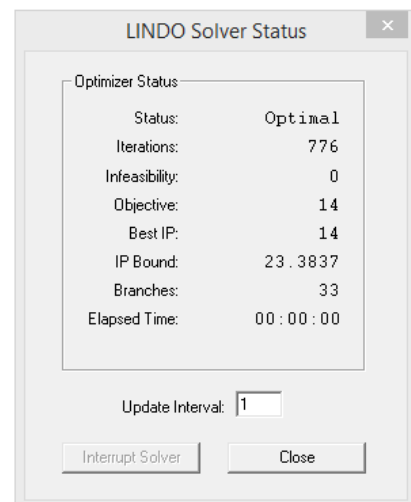 LINDO Solver Status
Optimizer Status
Status: Optimal
Iterations: 776
Infeasibility: 0
Objective: 14
Best IP: 14
IP Bound: 23.3837
Branches: 33
Elapsed Time: 00:00:00
Update Interval: 1
Interrupt Solver Close